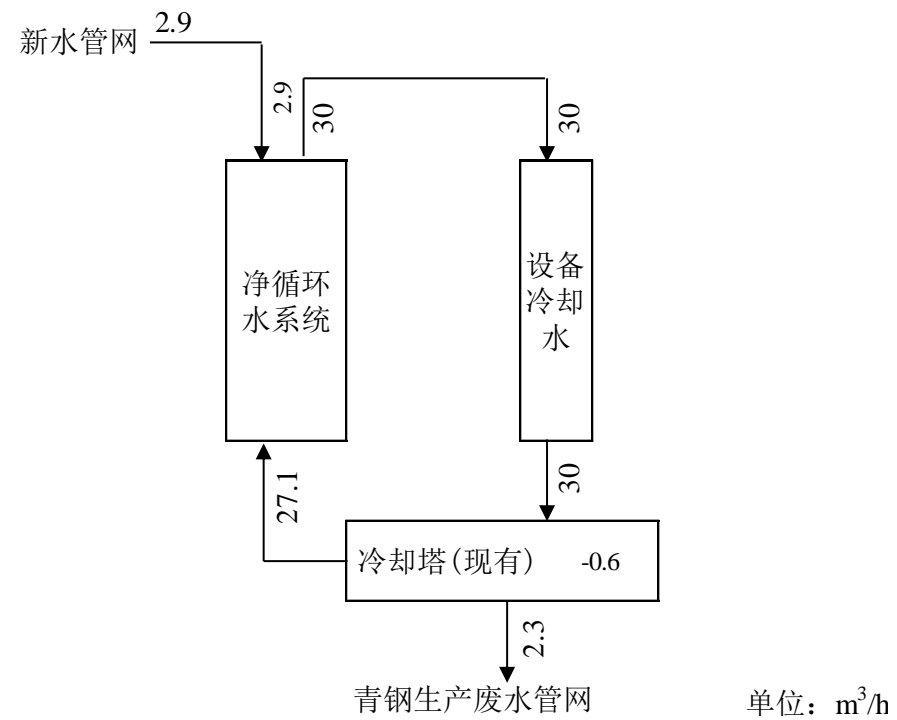 新水管网 2.9
2.9
30
30
净循环
水系统
设备
冷却
水
27.1
30
冷却塔(现有) -0.6
2.3
青钢生产废水管网
单位：m³/h